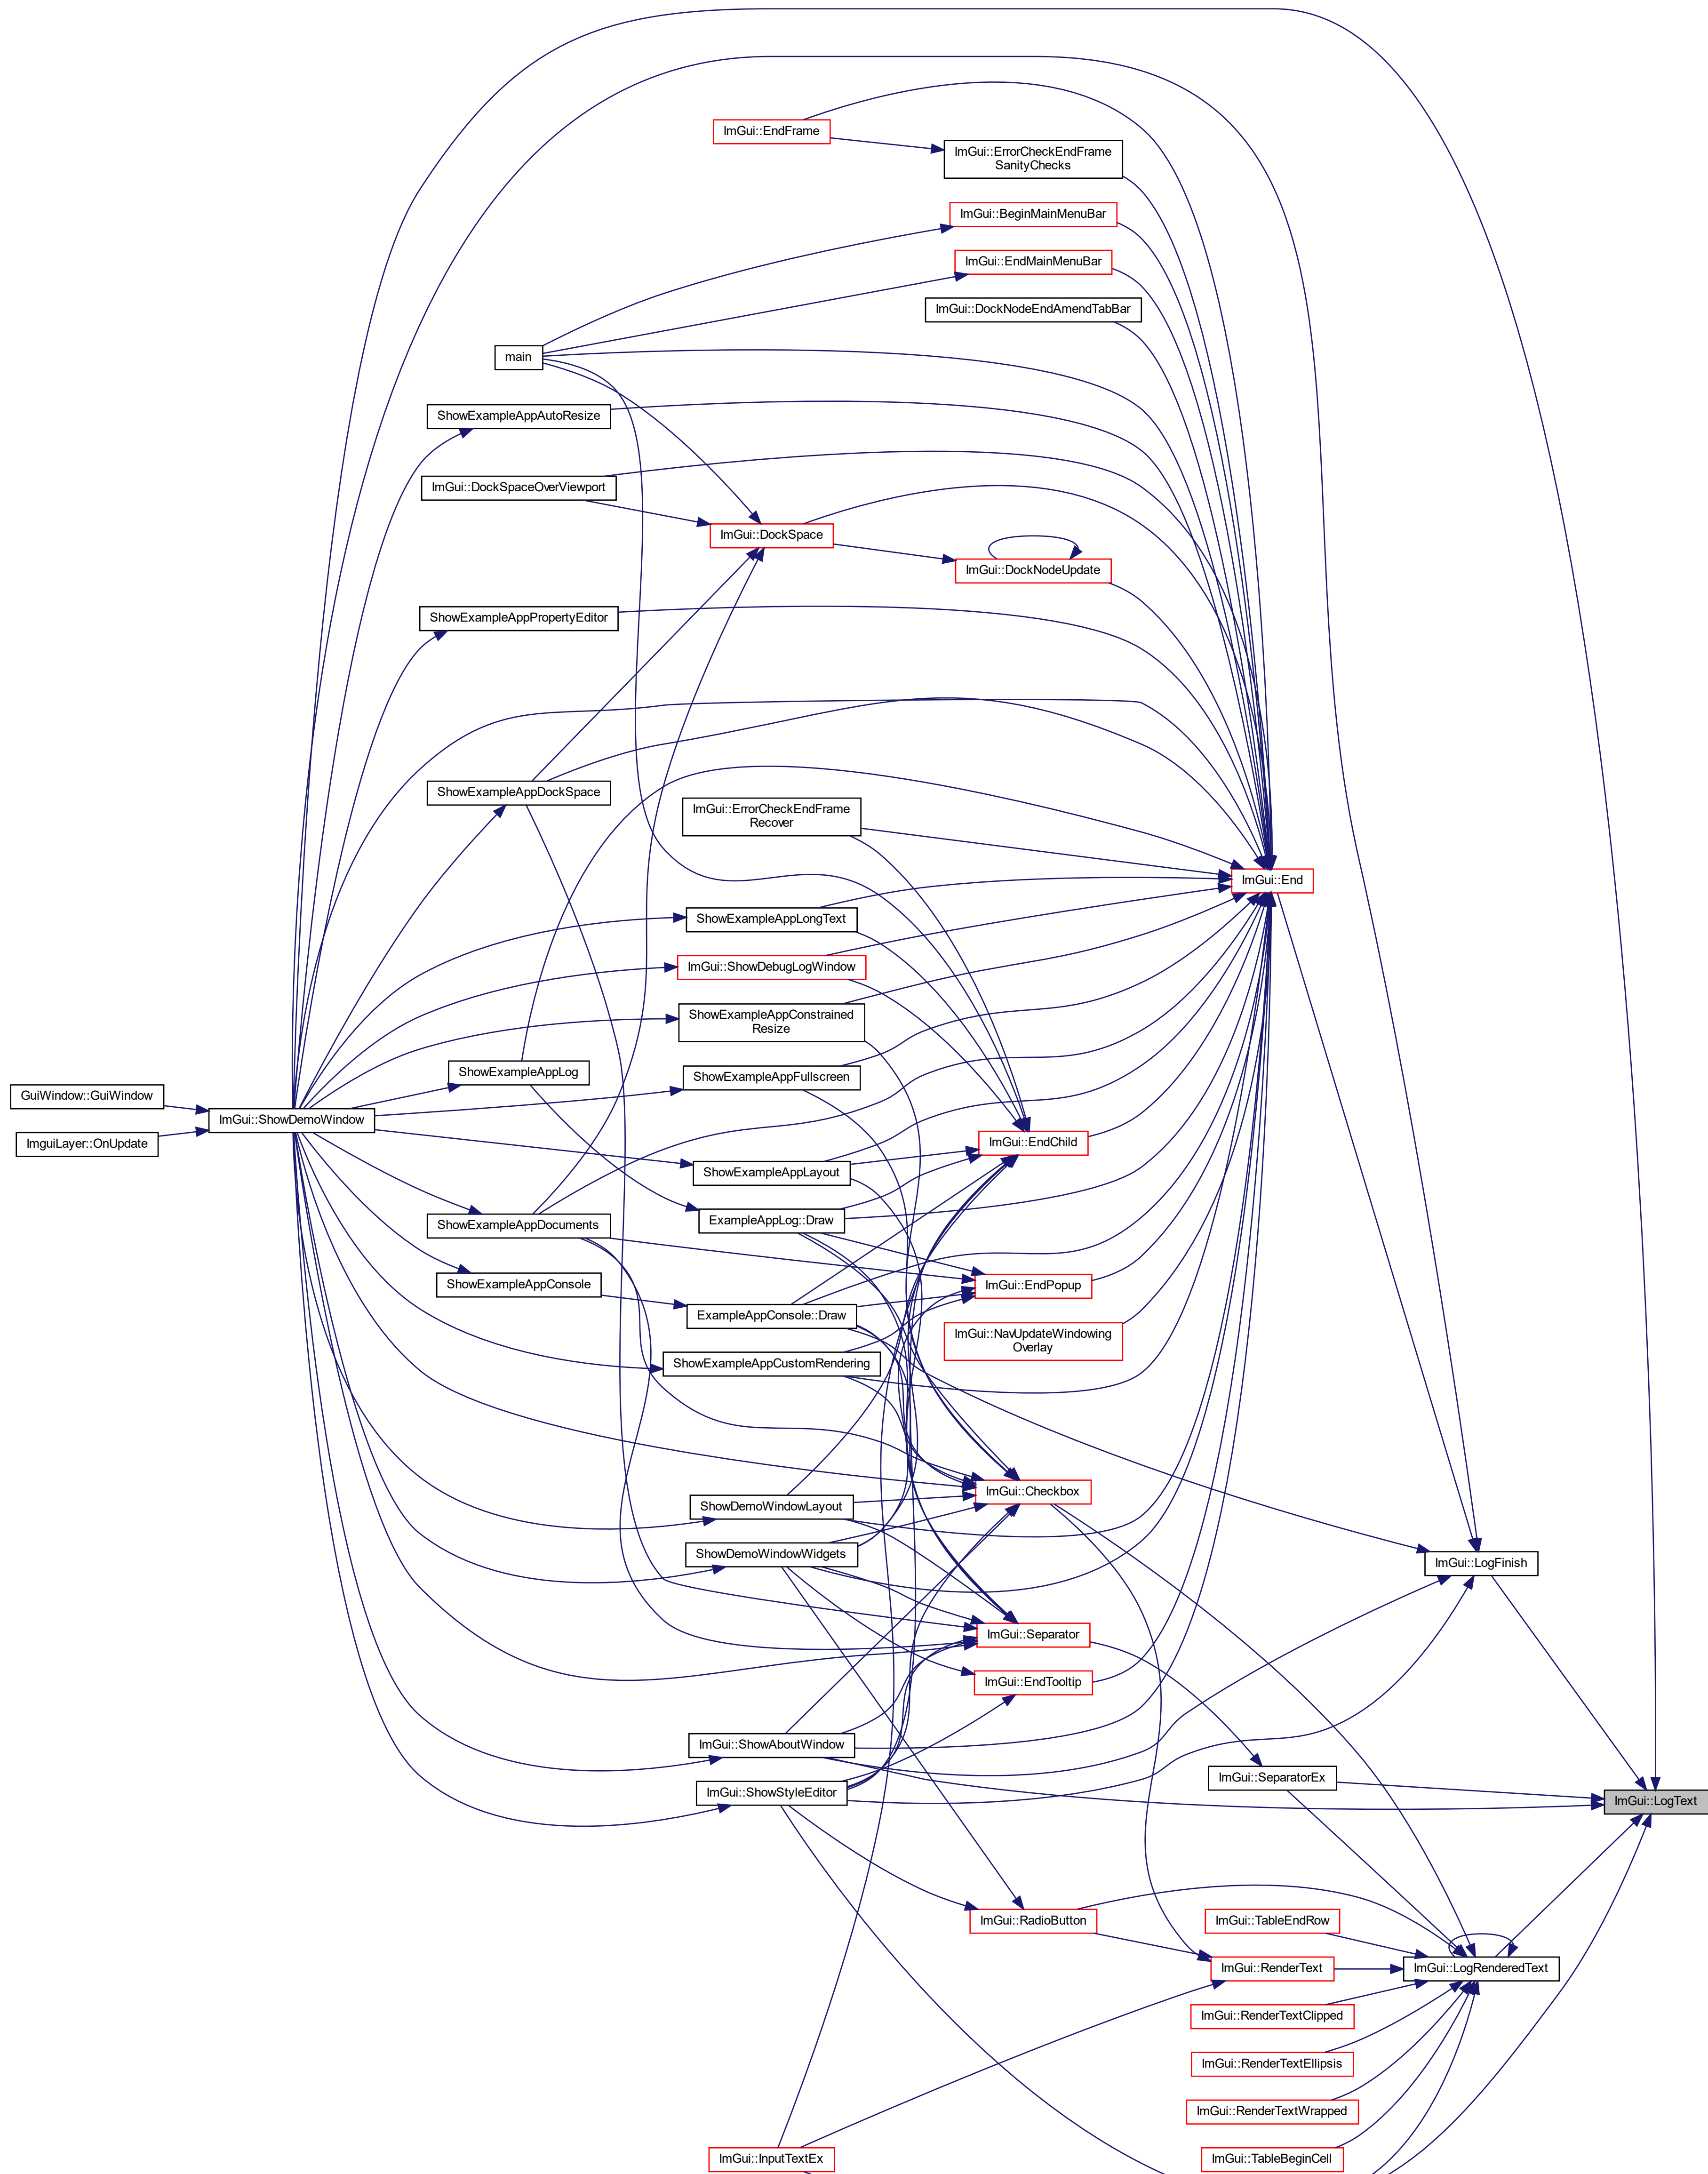 ImGui::EndFrame
ImGui::ErrorCheckEndFrame
SanityChecks
ImGui::BeginMainMenuBar
ImGui::EndMainMenuBar
ImGui::DockNodeEndAmendTabBar
main
ShowExampleAppAutoResize
ImGui::DockSpaceOverViewport
ImGui::DockSpace
ImGui::DockNodeUpdate
ShowExampleAppPropertyEditor
ShowExampleAppDockSpace
ImGui::ErrorCheckEndFrame
Recover
ImGui::End
ShowExampleAppLongText
ImGui::ShowDebugLogWindow
ShowExampleAppConstrained
Resize
ShowExampleAppLog
ShowExampleAppFullscreen
GuiWindow::GuiWindow
ImGui::ShowDemoWindow
ImguiLayer::OnUpdate
ImGui::EndChild
ShowExampleAppLayout
ExampleAppLog::Draw
ShowExampleAppDocuments
ShowExampleAppConsole
ImGui::EndPopup
ExampleAppConsole::Draw
ImGui::NavUpdateWindowing
Overlay
ShowExampleAppCustomRendering
ImGui::Checkbox
ShowDemoWindowLayout
ShowDemoWindowWidgets
ImGui::LogFinish
ImGui::Separator
ImGui::EndTooltip
ImGui::ShowAboutWindow
ImGui::SeparatorEx
ImGui::ShowStyleEditor
ImGui::LogText
ImGui::RadioButton
ImGui::TableEndRow
ImGui::RenderText
ImGui::LogRenderedText
ImGui::RenderTextClipped
ImGui::RenderTextEllipsis
ImGui::RenderTextWrapped
ImGui::InputTextEx
ImGui::TableBeginCell